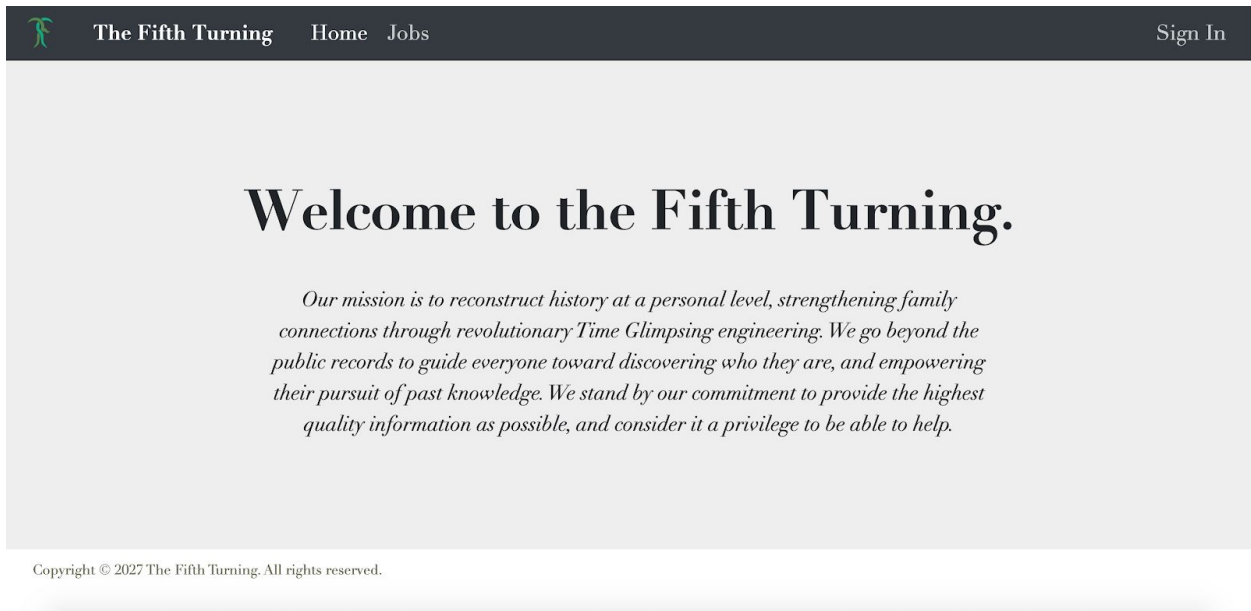 The Fifth Turning Home Jobs Sign In
Welcome to the Fifth Turning.
Our mission is to reconstruct history at a personal level, strengthening family
connections through revolutionary Time Glimpsing engineering. We go beyond the
public records to guide everyone toward discovering who they are, and empowering
their pursuit of past knowledge. We stand by our commitment to provide the highest
quality information as possible, and consider it a privilege to be able to help.
Copyright © 2027 The Fifth Turning. All rights reserved.